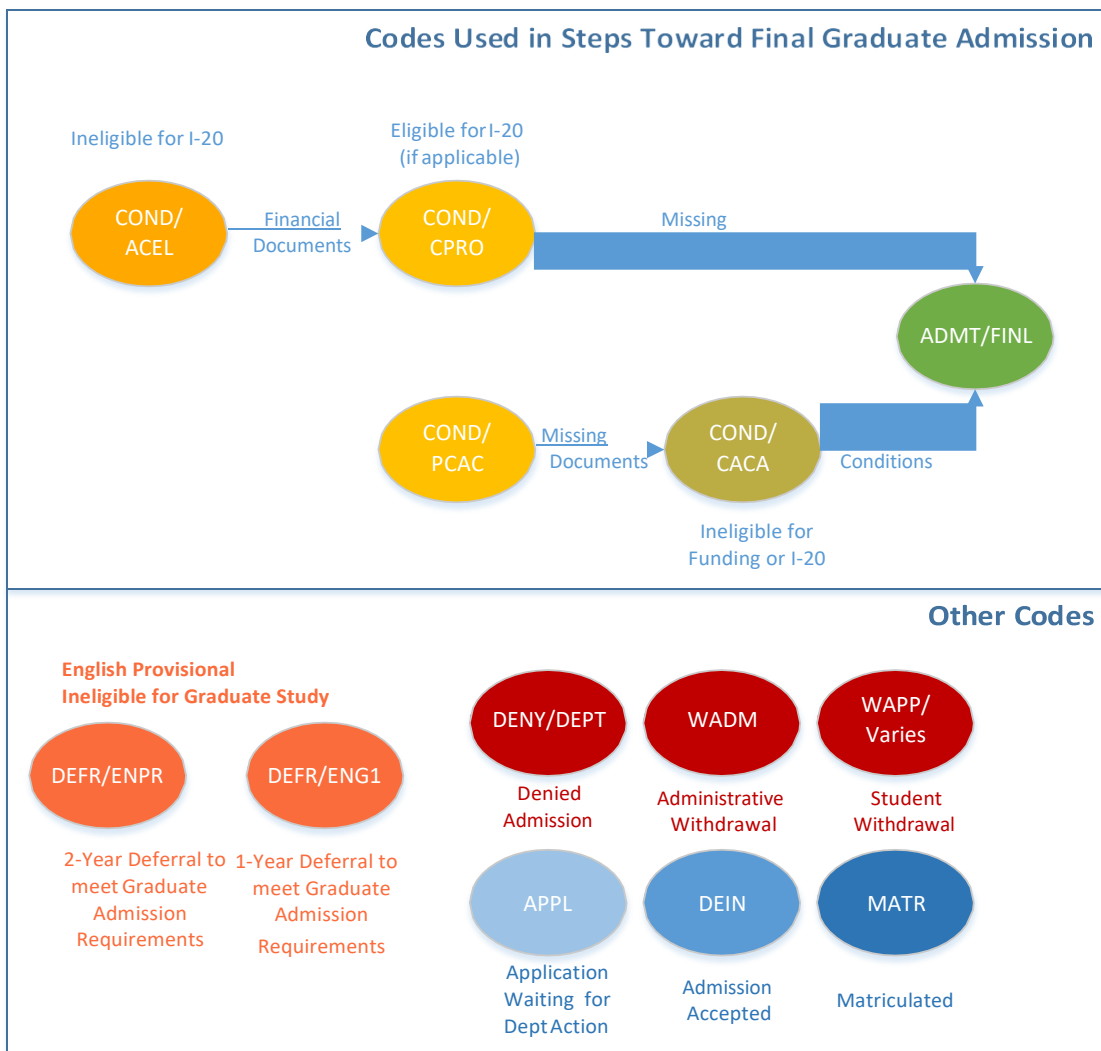 Codes Used in Steps Toward Final Graduate Admission
Ineligible for I-20
Eligible for I-20
(if applicable)
COND/
ACEL
Financial
Documents
COND/
CPRO
Missing
ADMT/FINL
COND/
PCAC
Missing
Documents
COND/
CACA
Conditions
Ineligible for
Funding or I-20
Other Codes
English Provisional
Ineligible for Graduate Study
DEFR/ENPR
DEFR/ENG1
2-Year Deferral to
meet Graduate
Admission
Requirements
1-Year Deferral to
meet Graduate
Admission
Requirements
DENY/DEPT
WADM
WAPP/
Varies
Denied
Admission
Administrative
Withdrawal
Student
Withdrawal
APPL
DEIN
MATR
Application
Waiting for
Dept Action
Admission
Accepted
Matriculated